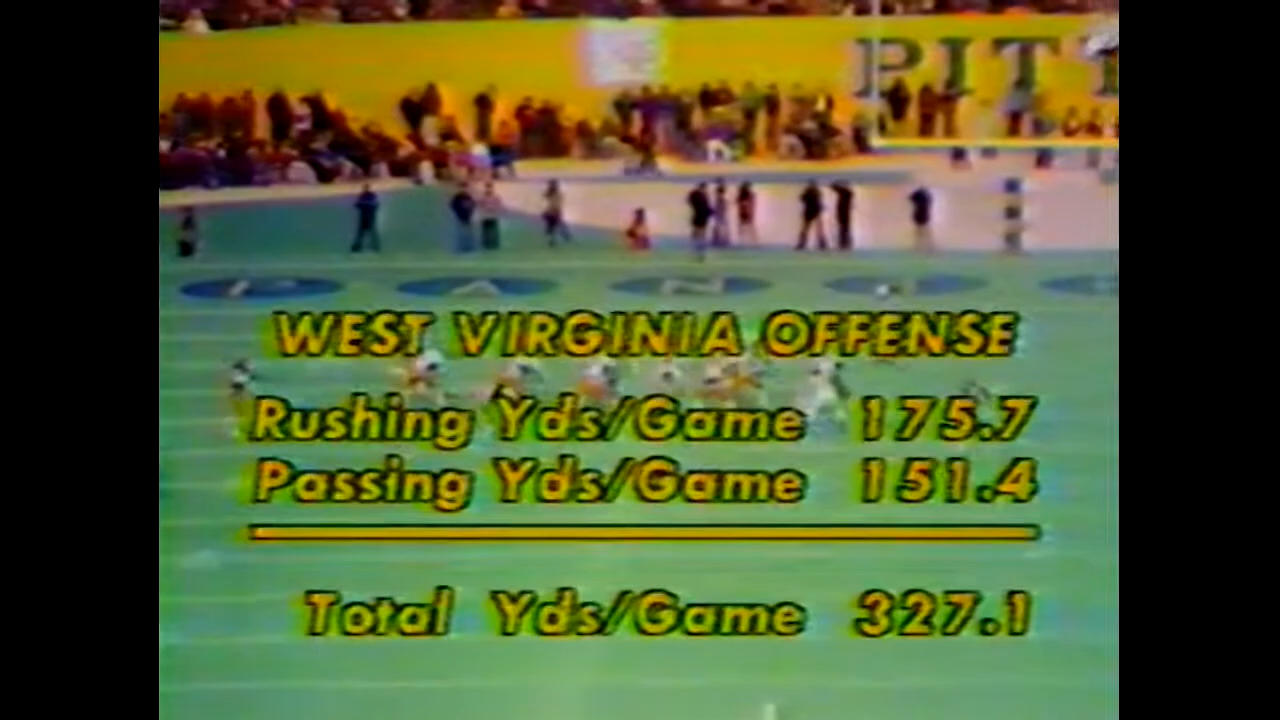 PITT
WEST VIRGINIA OFFENSE
Rushing Yds/Game 175.7
Passing Yds/Game 151.4
Total Yds/Game 327.1